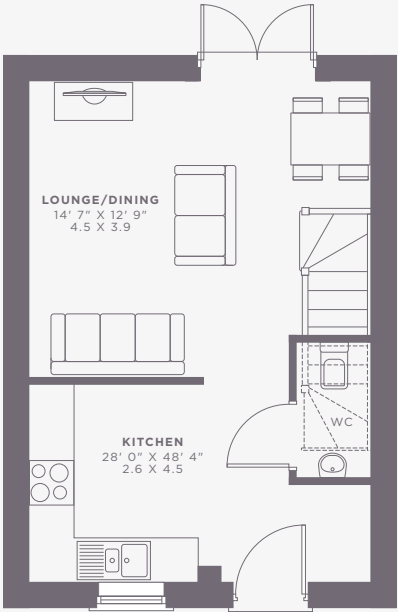 LOUNGE/DINING
14' 7" X 12' 9"
4.5 X 3.9
WC
KITCHEN
28' 0" X 48' 4"
2.6 X 4.5